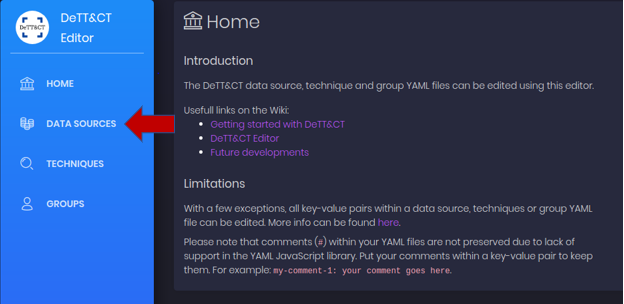 DeTT&CT
DeTT&CT
Editor
HOME
DATA SOURCES
TECHNIQUES
GROUPS
Home
Introduction
The DeTT&CT data source, technique and group YAML files can be edited using this editor.
Usefull links on the Wiki:
Getting started with DeTT&CT
DeTT&CT Editor
Future developments
Limitations
With a few exceptions, all key-value pairs within a data source, techniques or group YAML
file can be edited. More info can be found here.
Please note that comments (#) within your YAML files are not preserved due to lack of
support in the YAML JavaScript library. Put your comments within a key-value pair to keep
them. For example: my-comment-1: your comment goes here.